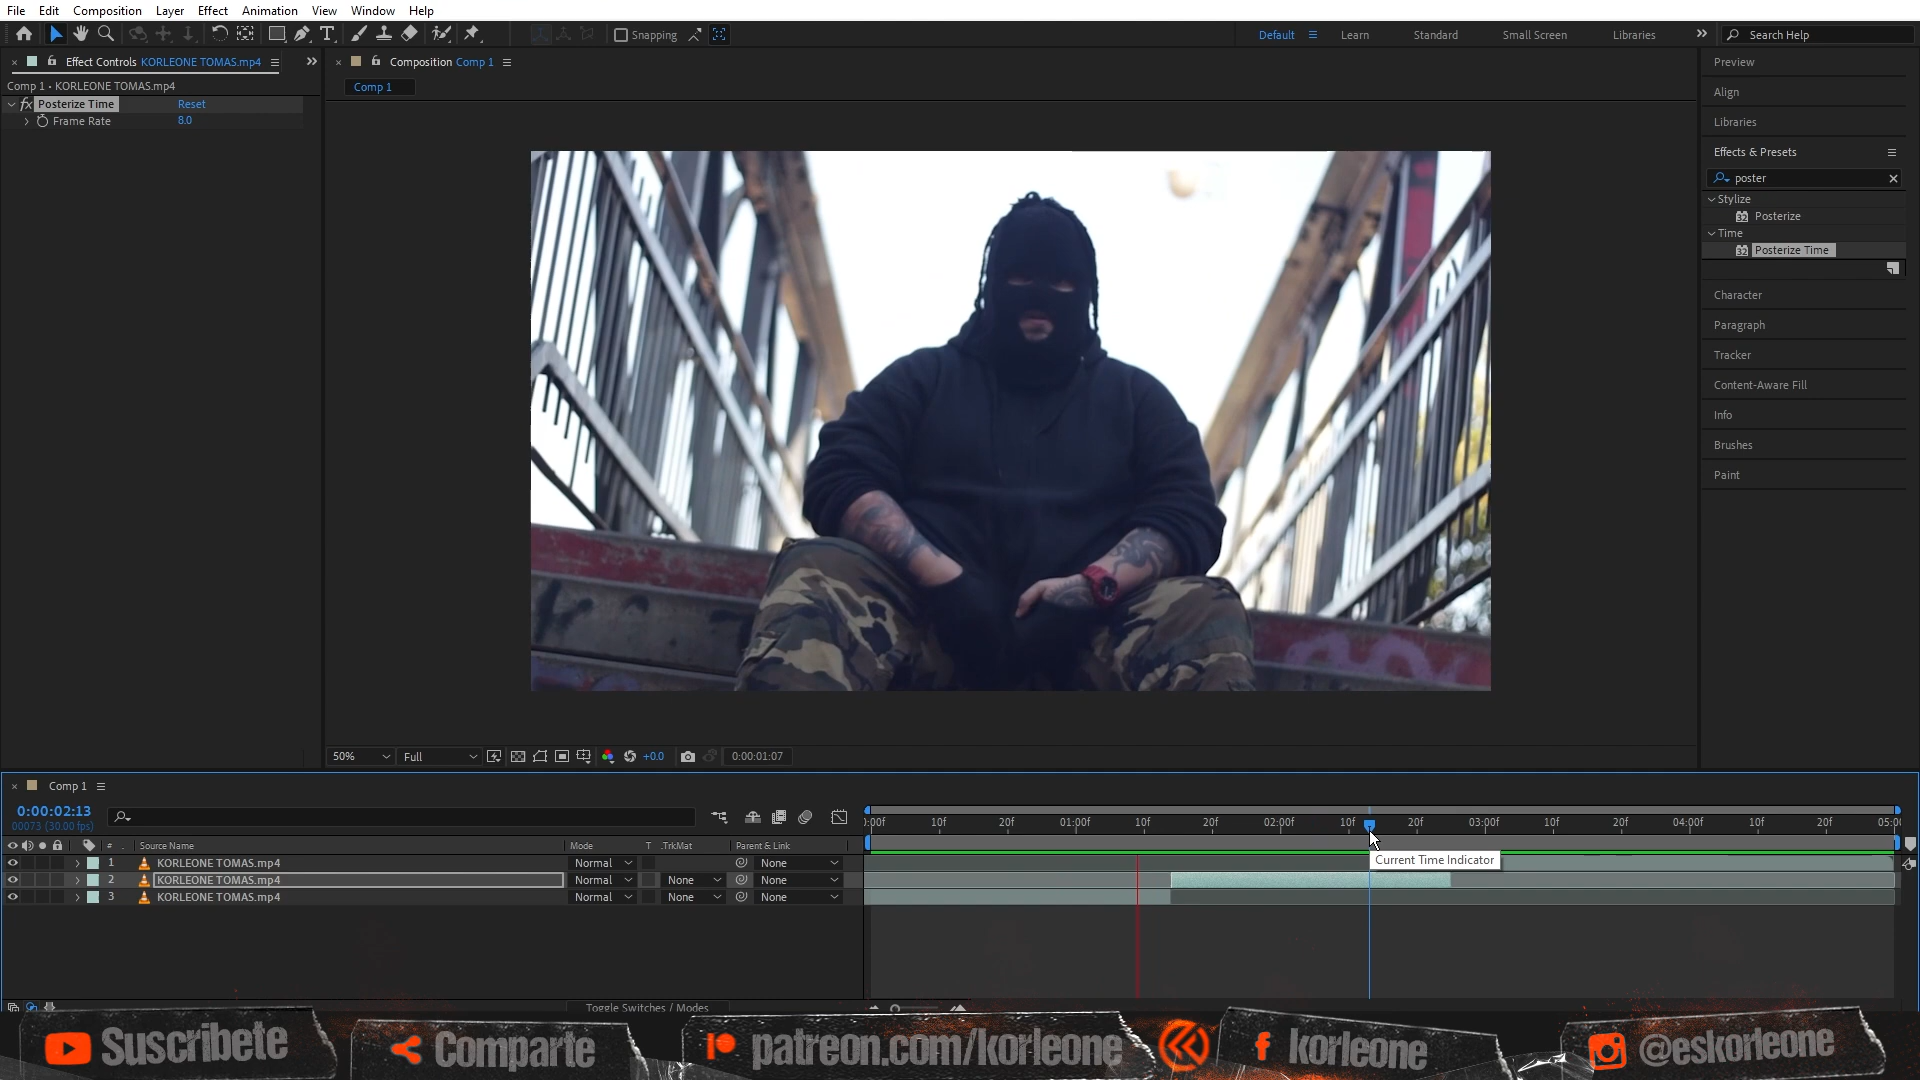 File Edit Composition Layer Effect Animation View Window Help
Snapping Default Learn Standard Small Screen Libraries Search Help
Effect Controls KORLEONE TOMAS.mp4
Comp 1 • KORLEONE TOMAS.mp4
fx Posterize Time Reset
Frame Rate 8.0
Composition Comp 1
Comp 1
Preview
Align
Libraries
Effects & Presets
poster
Stylize
32 Posterize
Time
32 Posterize Time
Character
Paragraph
Tracker
Content-Aware Fill
Info
Brushes
Paint
50% Full +0.0 0:00:01:07
Comp 1
0:00:02:13
00073 (30.00 fps)
:00f 10f 20f 01:00f 10f 20f 02:00f 10f 20f 03:00f 10f 20f 04:00f 10f 20f 05:00
# . Source Name Mode T .TrkMat Parent & Link
1 KORLEONE TOMAS.mp4 Normal None
2 KORLEONE TOMAS.mp4 Normal None None
3 KORLEONE TOMAS.mp4 Normal None None
Current Time Indicator
Toggle Switches / Modes
Suscribete Comparte patreon.com/korleone korleone @eskorleone